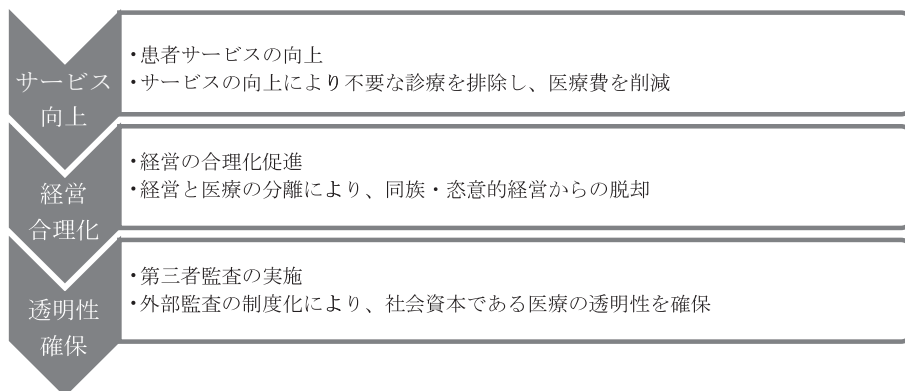 サービス
向上
・患者サービスの向上
・サービスの向上により不要な診療を排除し、医療費を削減
経営
合理化
・経営の合理化促進
・経営と医療の分離により、同族・恣意的経営からの脱却
透明性
確保
・第三者監査の実施
・外部監査の制度化により、社会資本である医療の透明性を確保